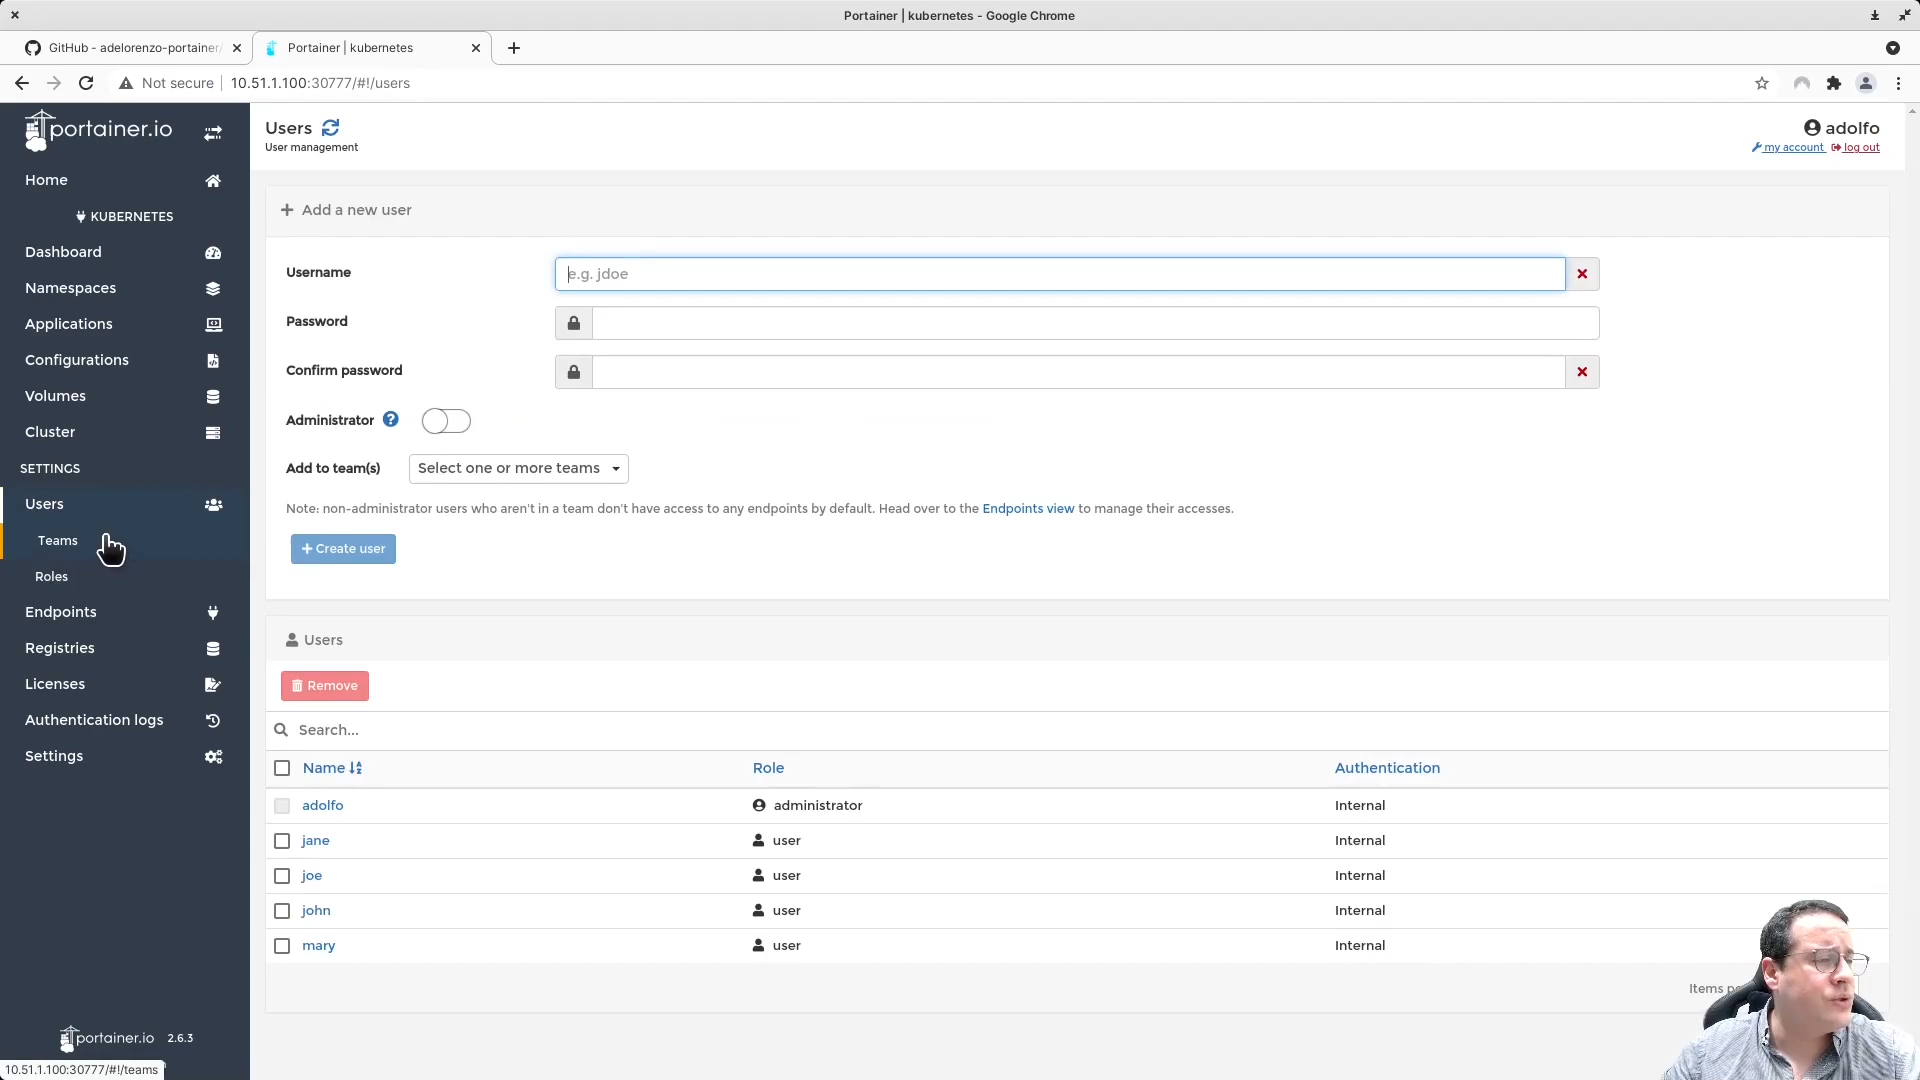 Portainer | kubernetes - Google Chrome
GitHub - adelorenzo-portainer/
Portainer | kubernetes
Not secure
10.51.1.100:30777/#!/users
portainer.io
Home
KUBERNETES
Dashboard
Namespaces
Applications
Configurations
Volumes
Cluster
SETTINGS
Users
Teams
Roles
Endpoints
Registries
Licenses
Authentication logs
Settings
portainer.io 2.6.3
10.51.1.100:30777/#!/teams
Users
User management
adolfo
my account log out
Add a new user
Username
e.g. jdoe
Password
Confirm password
Administrator
Add to team(s)
Select one or more teams
Note: non-administrator users who aren't in a team don't have access to any endpoints by default. Head over to the Endpoints view to manage their accesses.
Create user
Users
Remove
Search...
Name Role Authentication
adolfo administrator Internal
jane user Internal
joe user Internal
john user Internal
mary user Internal
Items